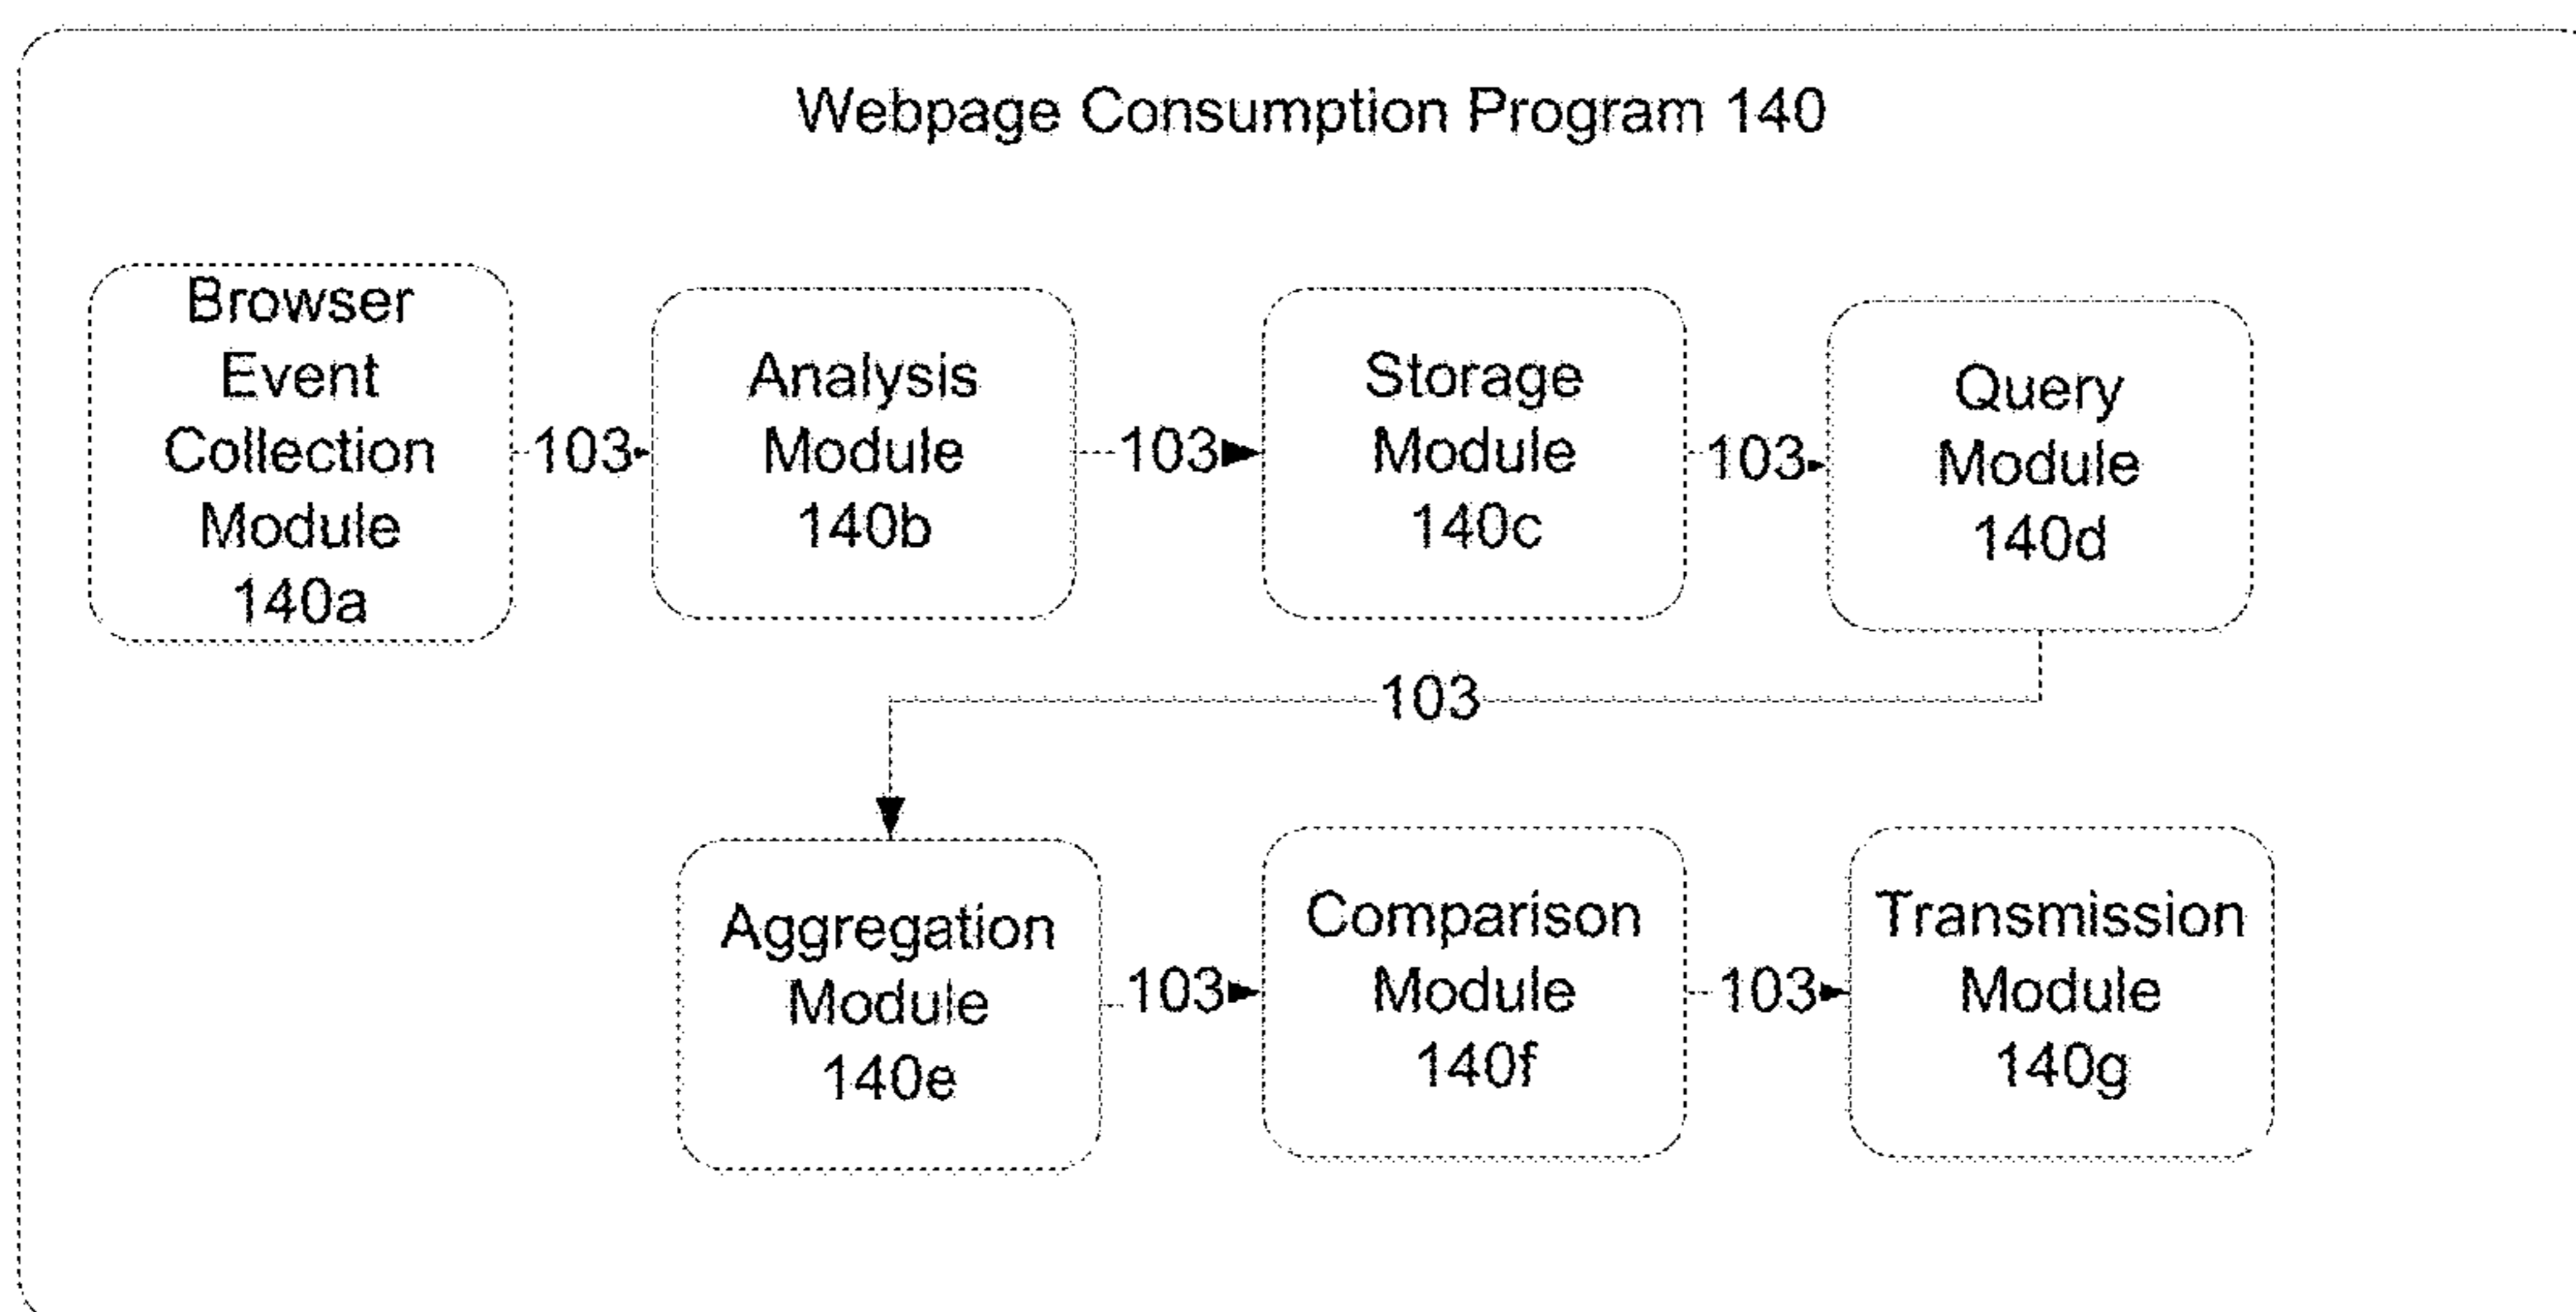 Webpage Consumption Program 140
Browser
Event
Collection
Module
140a
103
Analysis
Module
140b
103
Storage
Module
140c
103
Query
Module
140d
103
Aggregation
Module
140e
103
Comparison
Module
140f
103
Transmission
Module
140g